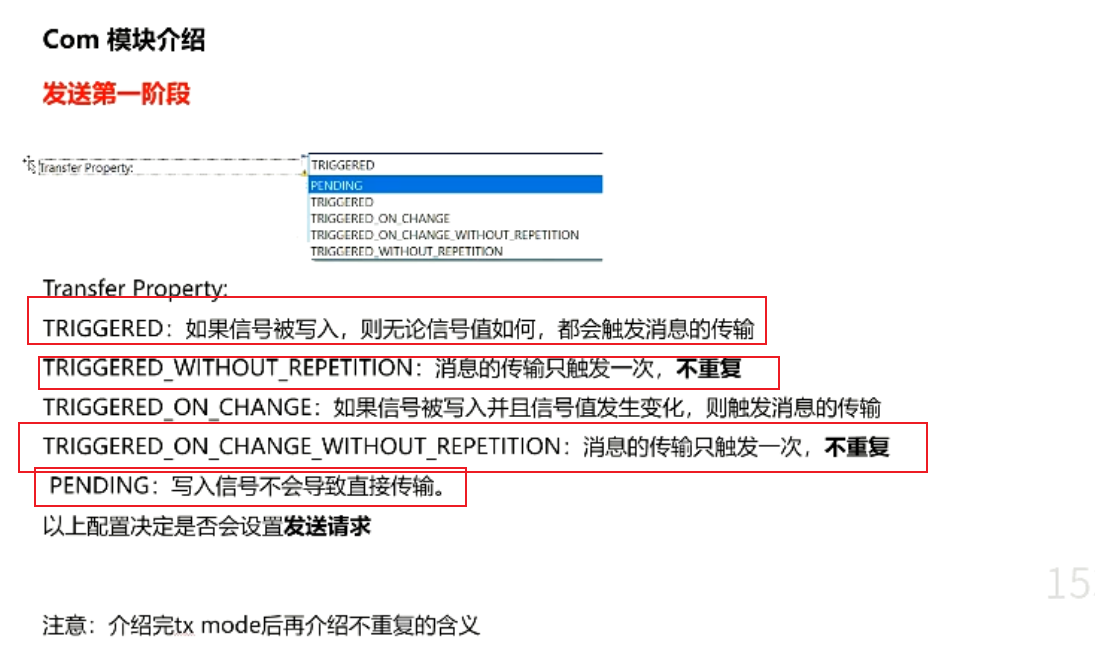 Com 模块介绍
发送第一阶段
Transfer Property:
TRIGGERED
PENDING
TRIGGERED
TRIGGERED_ON_CHANGE
TRIGGERED_ON_CHANGE_WITHOUT_REPETITION
TRIGGERED_WITHOUT_REPETITION
Transfer Property:
TRIGGERED：如果信号被写入，则无论信号值如何，都会触发消息的传输
TRIGGERED_WITHOUT_REPETITION：消息的传输只触发一次，不重复
TRIGGERED_ON_CHANGE：如果信号被写入并且信号值发生变化，则触发消息的传输
TRIGGERED_ON_CHANGE_WITHOUT_REPETITION：消息的传输只触发一次，不重复
PENDING：写入信号不会导致直接传输。
以上配置决定是否会设置发送请求
15
注意：介绍完tx mode后再介绍不重复的含义